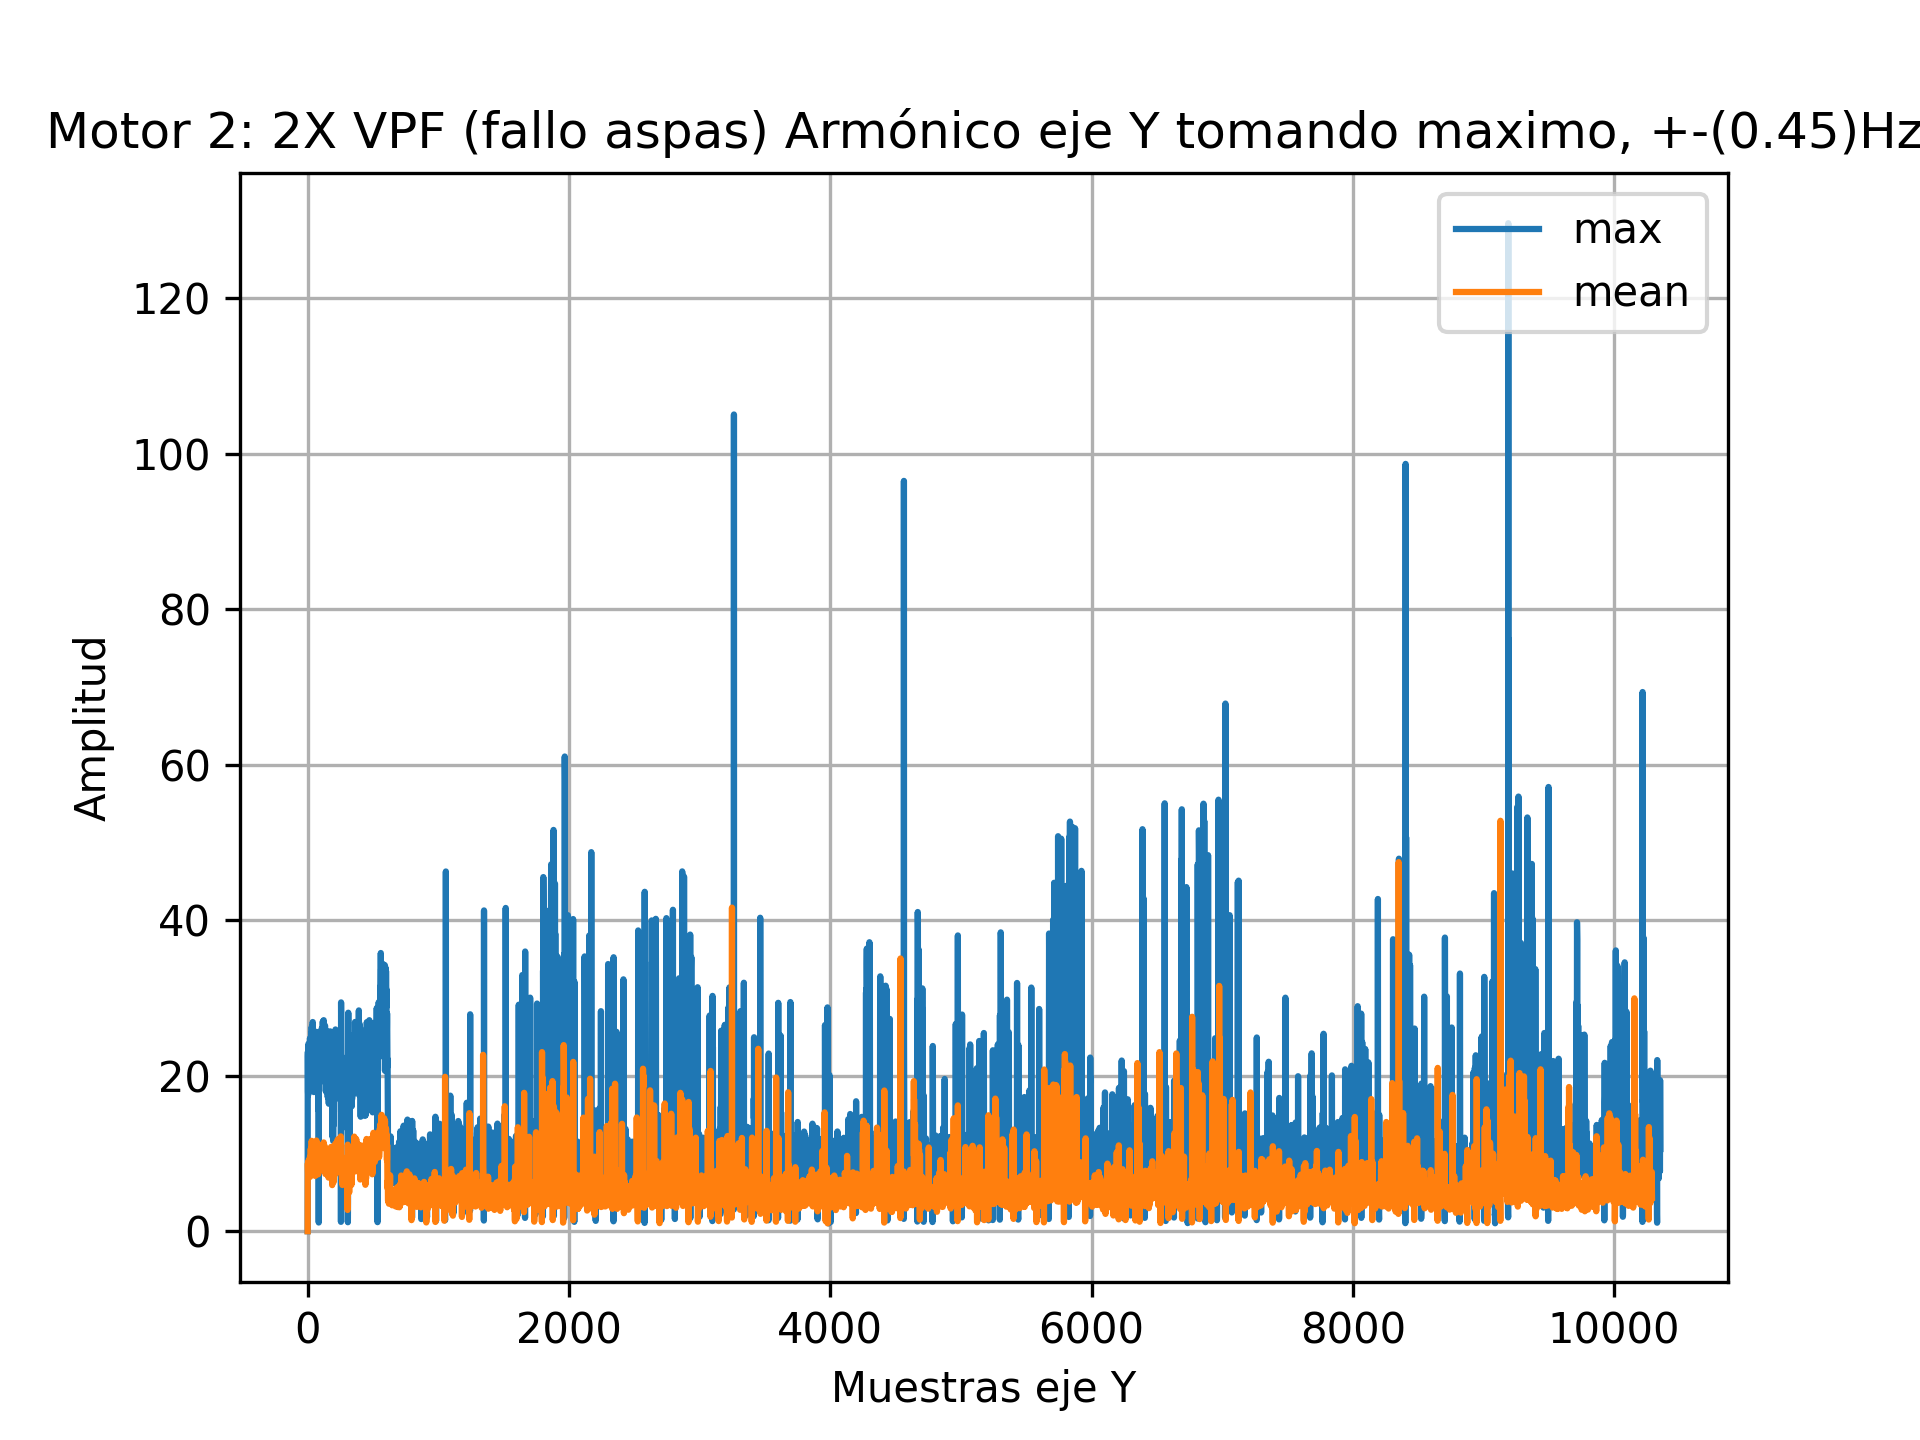 Motor 2: 2X VPF (fallo aspas) Armónico eje Y tomando maximo, +-(0.45)Hz
max
mean
120
100
80
60
40
20
0
Amplitud
0 2000 4000 6000 8000 10000
Muestras eje Y